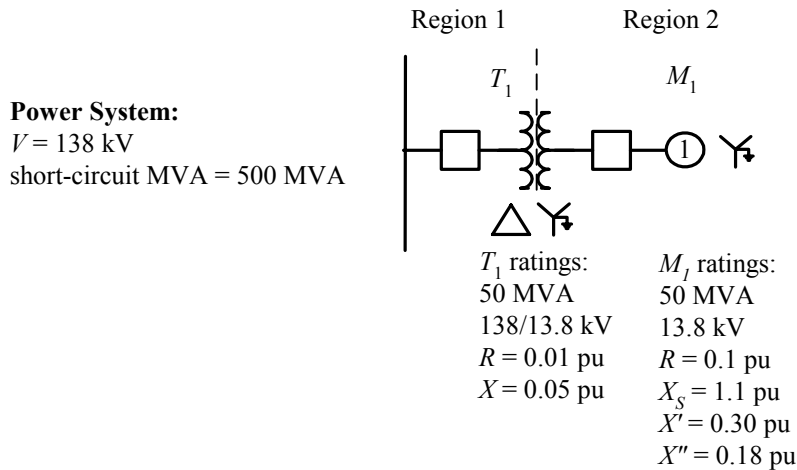 Region 1
Region 2
T₁
M₁
Power System:
V = 138 kV
short-circuit MVA = 500 MVA
1
T₁ ratings:
50 MVA
138/13.8 kV
R = 0.01 pu
X = 0.05 pu
M₁ ratings:
50 MVA
13.8 kV
R = 0.1 pu
X_S = 1.1 pu
X' = 0.30 pu
X" = 0.18 pu